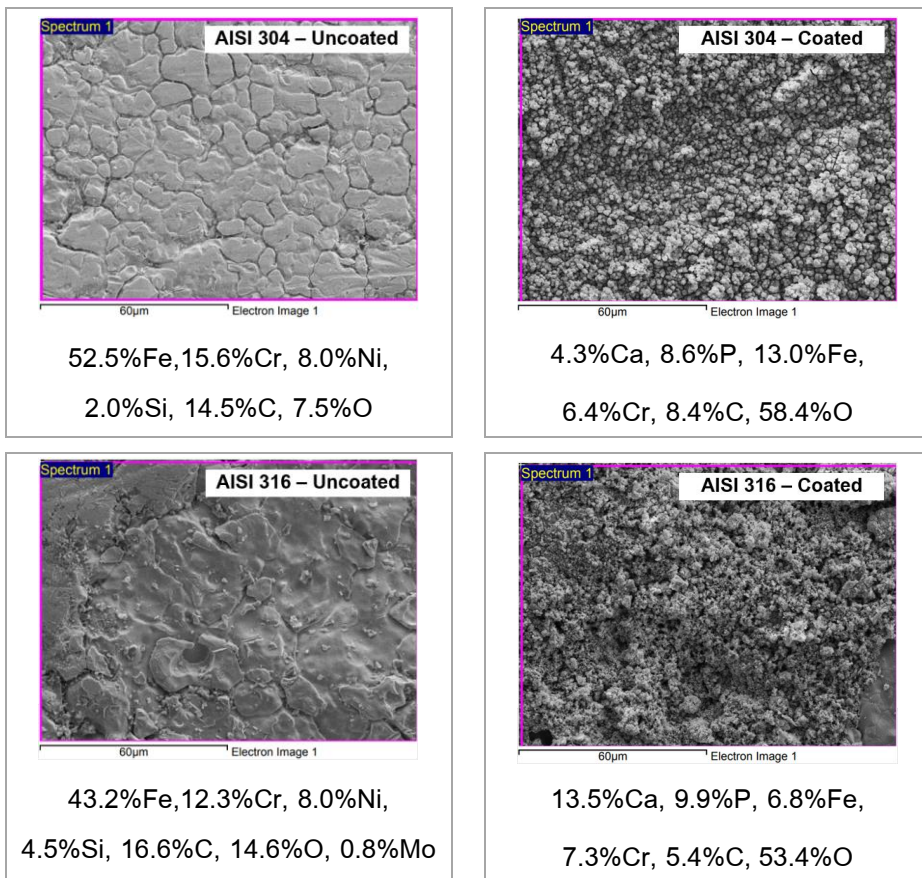 Spectrum 1
AISI 304 – Uncoated
60µm
Electron Image 1
52.5%Fe,15.6%Cr, 8.0%Ni,
2.0%Si, 14.5%C, 7.5%O
Spectrum 1
AISI 304 – Coated
60µm
Electron Image 1
4.3%Ca, 8.6%P, 13.0%Fe,
6.4%Cr, 8.4%C, 58.4%O
Spectrum 1
AISI 316 – Uncoated
60µm
Electron Image 1
43.2%Fe,12.3%Cr, 8.0%Ni,
4.5%Si, 16.6%C, 14.6%O, 0.8%Mo
Spectrum 1
AISI 316 – Coated
60µm
Electron Image 1
13.5%Ca, 9.9%P, 6.8%Fe,
7.3%Cr, 5.4%C, 53.4%O